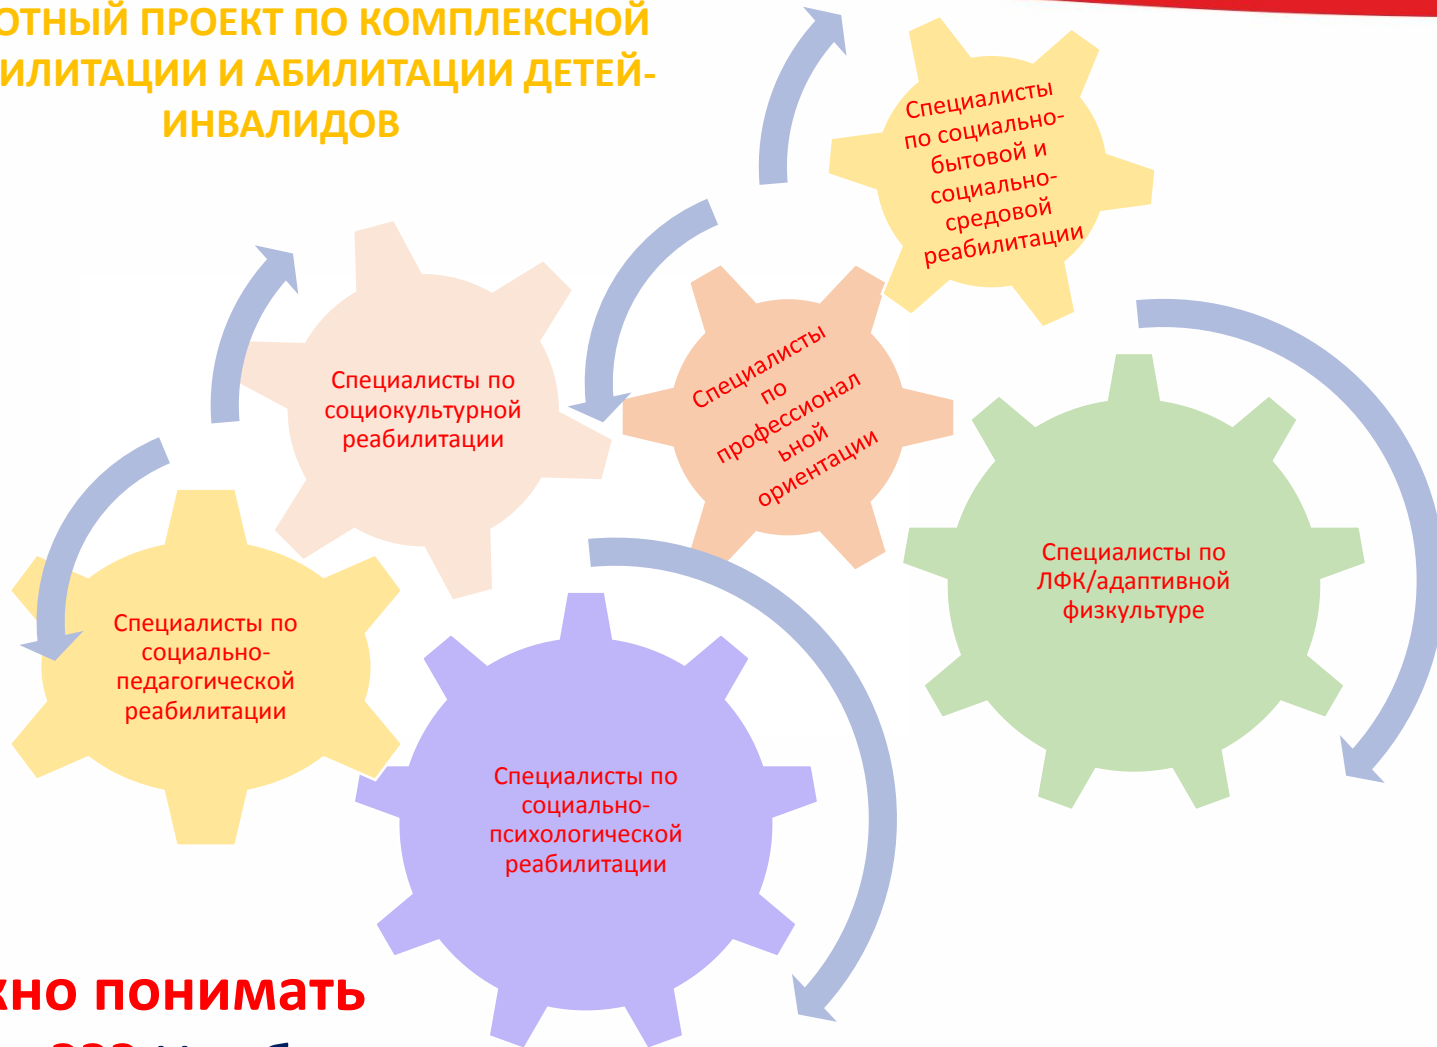 ОТНЫЙ ПРОЕКТ ПО КОМПЛЕКСНОЙ
ИЛИТАЦИИ И АБИЛИТАЦИИ ДЕТЕЙ-
ИНВАЛИДОВ
Специалисты
по социально-
бытовой и
социально-
средовой
реабилитации
Специалисты по
социокультурной
реабилитации
Специалисты
по
профессионал
ьной
ориентации
Специалисты по
ЛФК/адаптивной
физкультуре
Специалисты по
социально-
педагогической
реабилитации
Специалисты по
социально-
психологической
реабилитации
жно понимать